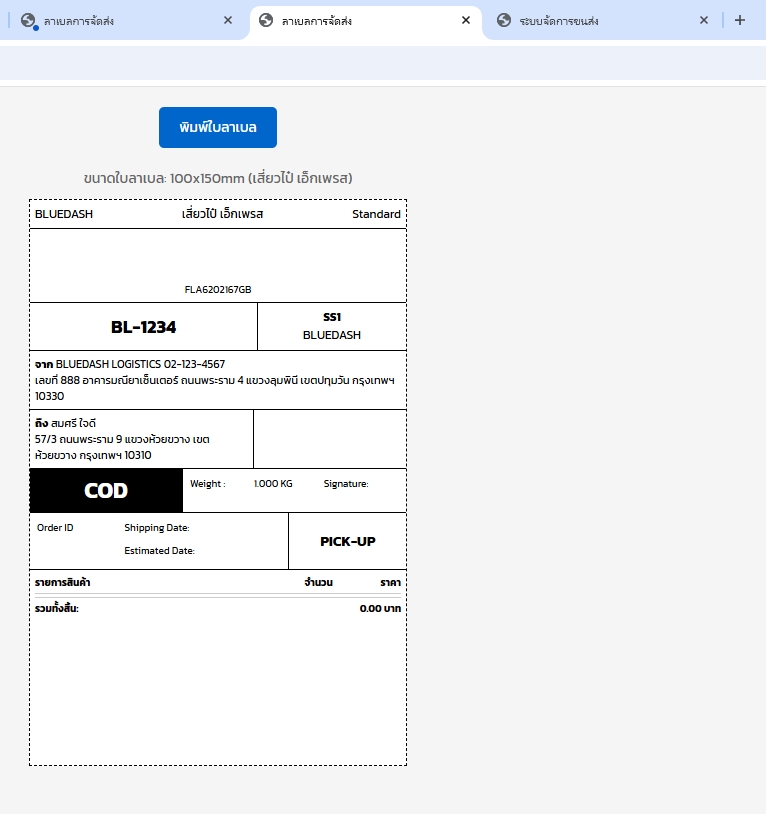 ลาเบลการจัดส่ง
ลาเบลการจัดส่ง
ระบบจัดการขนส่ง
พิมพ์ใบลาเบล
ขนาดใบลาเบล: 100x150mm (เสี่ยวไป๋ เอ็กเพรส)
BLUEDASH เสี่ยวไป๋ เอ็กเพรส Standard
FLA6202167GB
BL-1234
SS1
BLUEDASH
จาก BLUEDASH LOGISTICS 02-123-4567
เลขที่ 888 อาคารมณียาเซ็นเตอร์ ถนนพระราม 4 แขวงลุมพินี เขตปทุมวัน กรุงเทพฯ
10330
ถึง สมศรี ใจดี
57/3 ถนนพระราม 9 แขวงห้วยขวาง เขต
ห้วยขวาง กรุงเทพฯ 10310
COD
Weight : 1.000 KG Signature:
Order ID Shipping Date:
Estimated Date:
PICK-UP
รายการสินค้า จำนวน ราคา
รวมทั้งสิ้น: 0.00 บาท